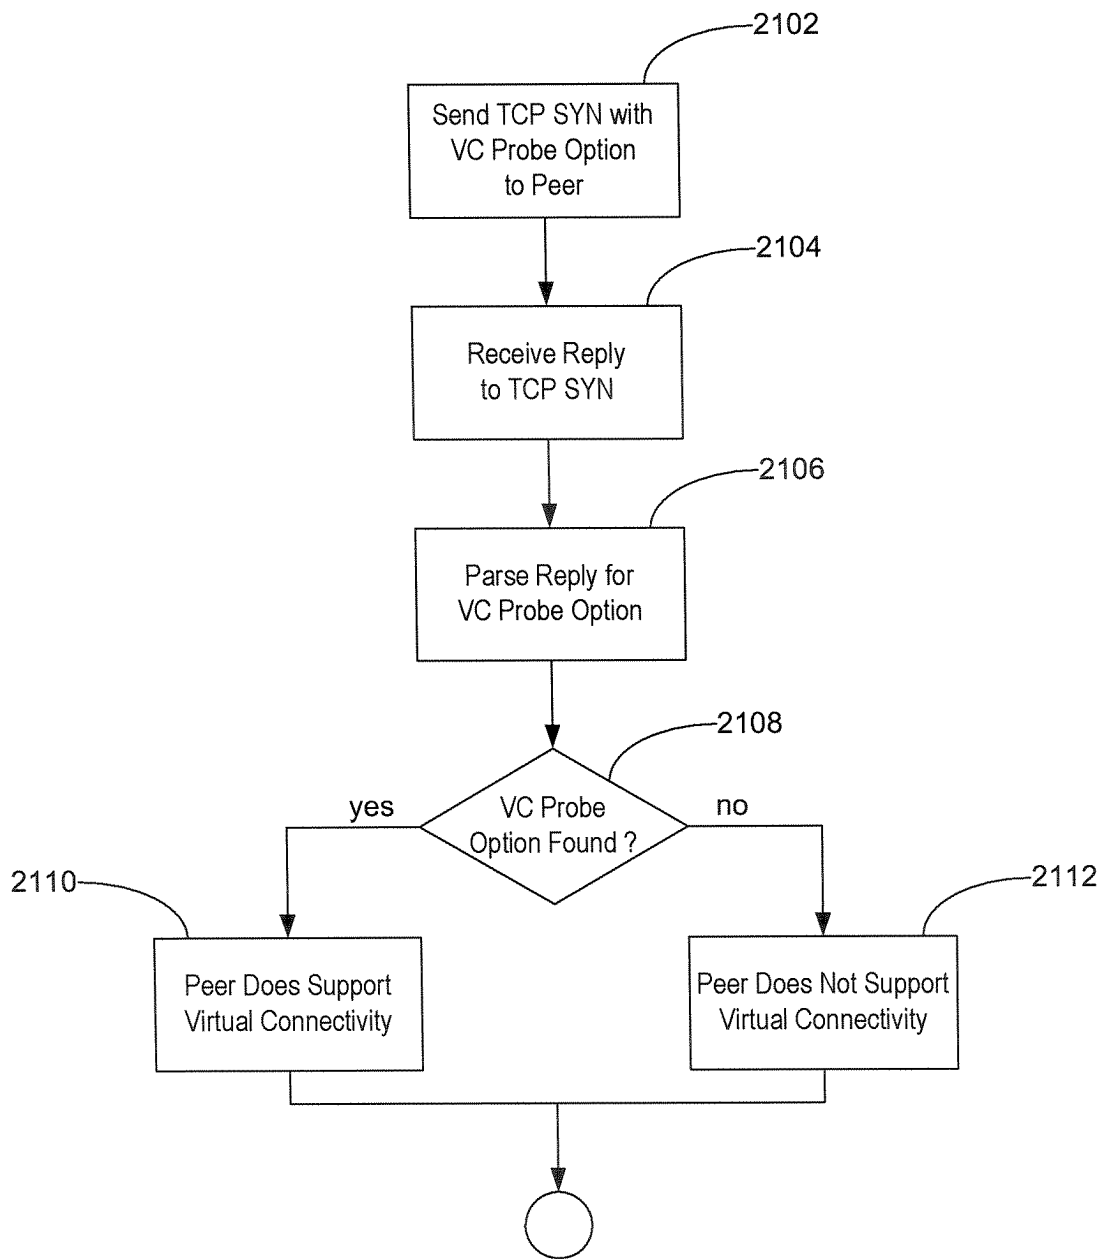 2102
Send TCP SYN with
VC Probe Option
to Peer
2104
Receive Reply
to TCP SYN
2106
Parse Reply for
VC Probe Option
2108
yes
VC Probe
Option Found ?
no
2110
2112
Peer Does Support
Virtual Connectivity
Peer Does Not Support
Virtual Connectivity